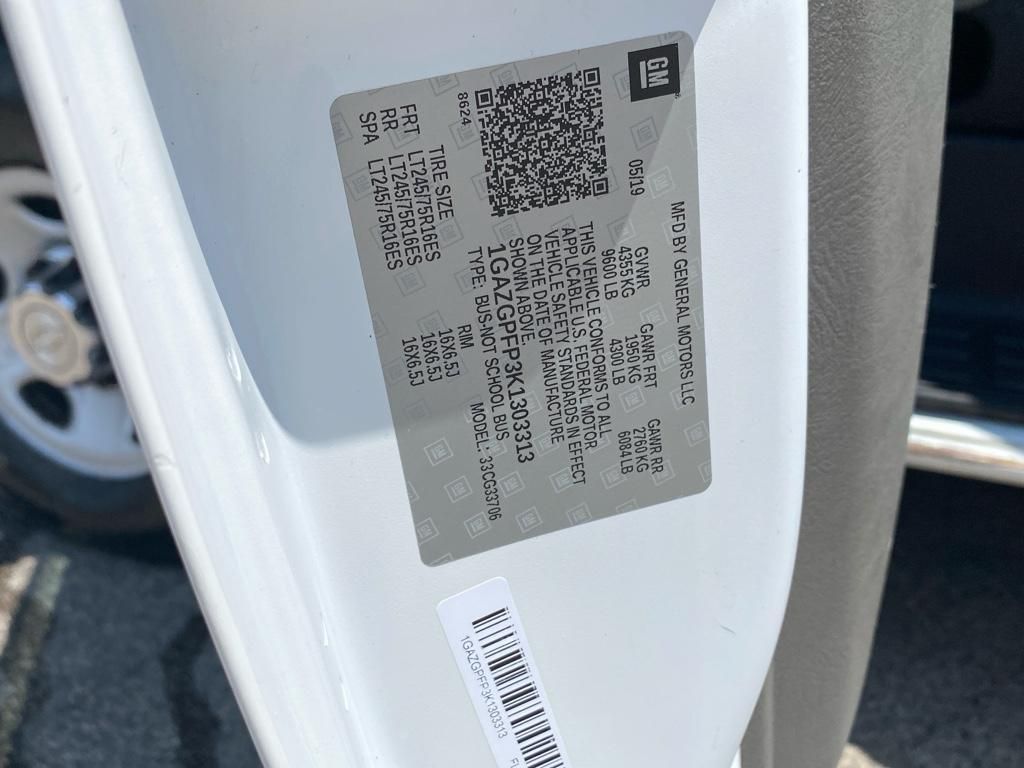 GM
MFD BY GENERAL MOTORS LLC
05/19
GVWR GAWR FRT GAWR RR
4355 KG 1950 KG 2760 KG
9600 LB 4300 LB 6084 LB
THIS VEHICLE CONFORMS TO ALL
APPLICABLE U.S. FEDERAL MOTOR
VEHICLE SAFETY STANDARDS IN EFFECT
ON THE DATE OF MANUFACTURE
SHOWN ABOVE.
1GAZGPFP3K1303313
8624
TYPE: BUS-NOT SCHOOL BUS MODEL: 33CG33706
TIRE SIZE RIM
FRT LT245/75R16ES 16X6.5J
RR LT245/75R16ES 16X6.5J
SPA LT245/75R16ES 16X6.5J
1GAZGPFP3K1303313